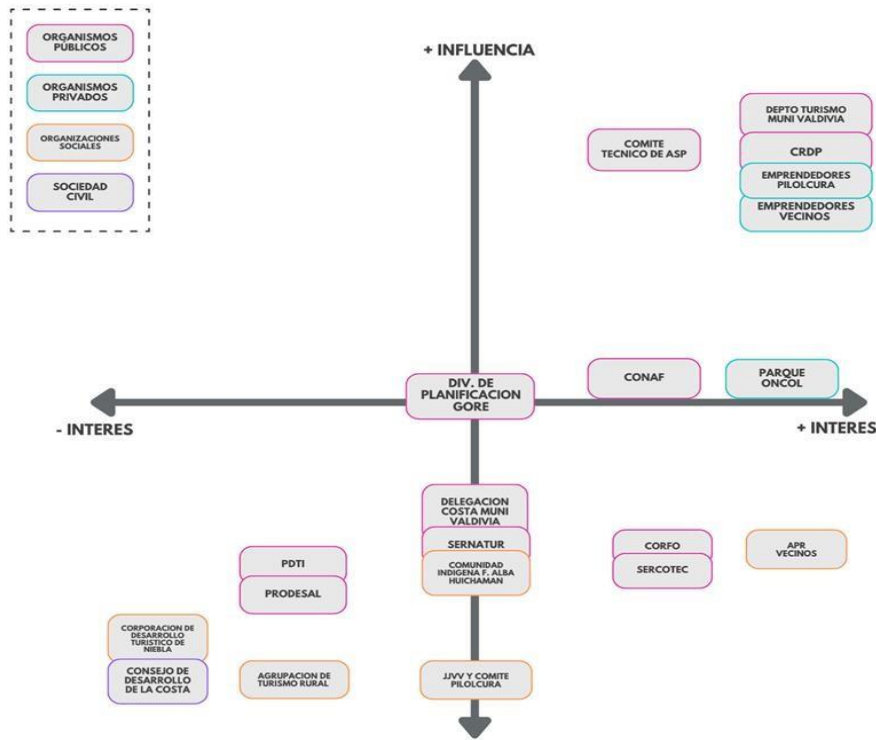 ORGANISMOS
PÚBLICOS
ORGANISMOS
PRIVADOS
ORGANIZACIONES
SOCIALES
SOCIEDAD
CIVIL
+ INFLUENCIA
DEPTO TURISMO
MUNI VALDIVIA
COMITE
TECNICO DE ASP
CRDP
EMPRENDEDORES
PILOLCURA
EMPRENDEDORES
VECINOS
DIV. DE
PLANIFICACION
GORE
CONAF
PARQUE
ONCOL
- INTERES
+ INTERES
DELEGACION
COSTA MUNI
VALDIVIA
SERNATUR
COMUNIDAD
INDIGENA F. ALBA
HUICHAMAN
CORFO
SERCOTEC
APR
VECINOS
PDTI
PRODESAL
CORPORACION DE
DESARROLLO
TURISTICO DE
NIEBLA
CONSEJO DE
DESARROLLO
DE LA COSTA
AGRUPACION DE
TURISMO RURAL
JJVV Y COMITE
PILOLCURA